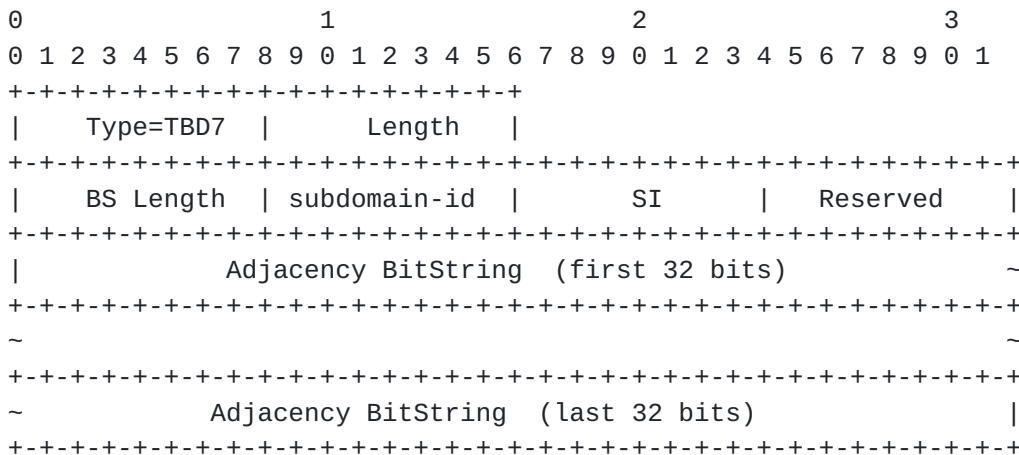 0                   1                   2                   3
0 1 2 3 4 5 6 7 8 9 0 1 2 3 4 5 6 7 8 9 0 1 2 3 4 5 6 7 8 9 0 1
+-+-+-+-+-+-+-+-+-+-+-+-+-+-+-+-+
|    Type=TBD7  |      Length   |
+-+-+-+-+-+-+-+-+-+-+-+-+-+-+-+-+-+-+-+-+-+-+-+-+-+-+-+-+-+-+-+-+
|    BS Length  | subdomain-id  |       SI      |   Reserved    |
+-+-+-+-+-+-+-+-+-+-+-+-+-+-+-+-+-+-+-+-+-+-+-+-+-+-+-+-+-+-+-+-+
|             Adjacency BitString  (first 32 bits)              ~
+-+-+-+-+-+-+-+-+-+-+-+-+-+-+-+-+-+-+-+-+-+-+-+-+-+-+-+-+-+-+-+-+
~                                                               ~
+-+-+-+-+-+-+-+-+-+-+-+-+-+-+-+-+-+-+-+-+-+-+-+-+-+-+-+-+-+-+-+-+
~            Adjacency BitString  (last 32 bits)                |
+-+-+-+-+-+-+-+-+-+-+-+-+-+-+-+-+-+-+-+-+-+-+-+-+-+-+-+-+-+-+-+-+